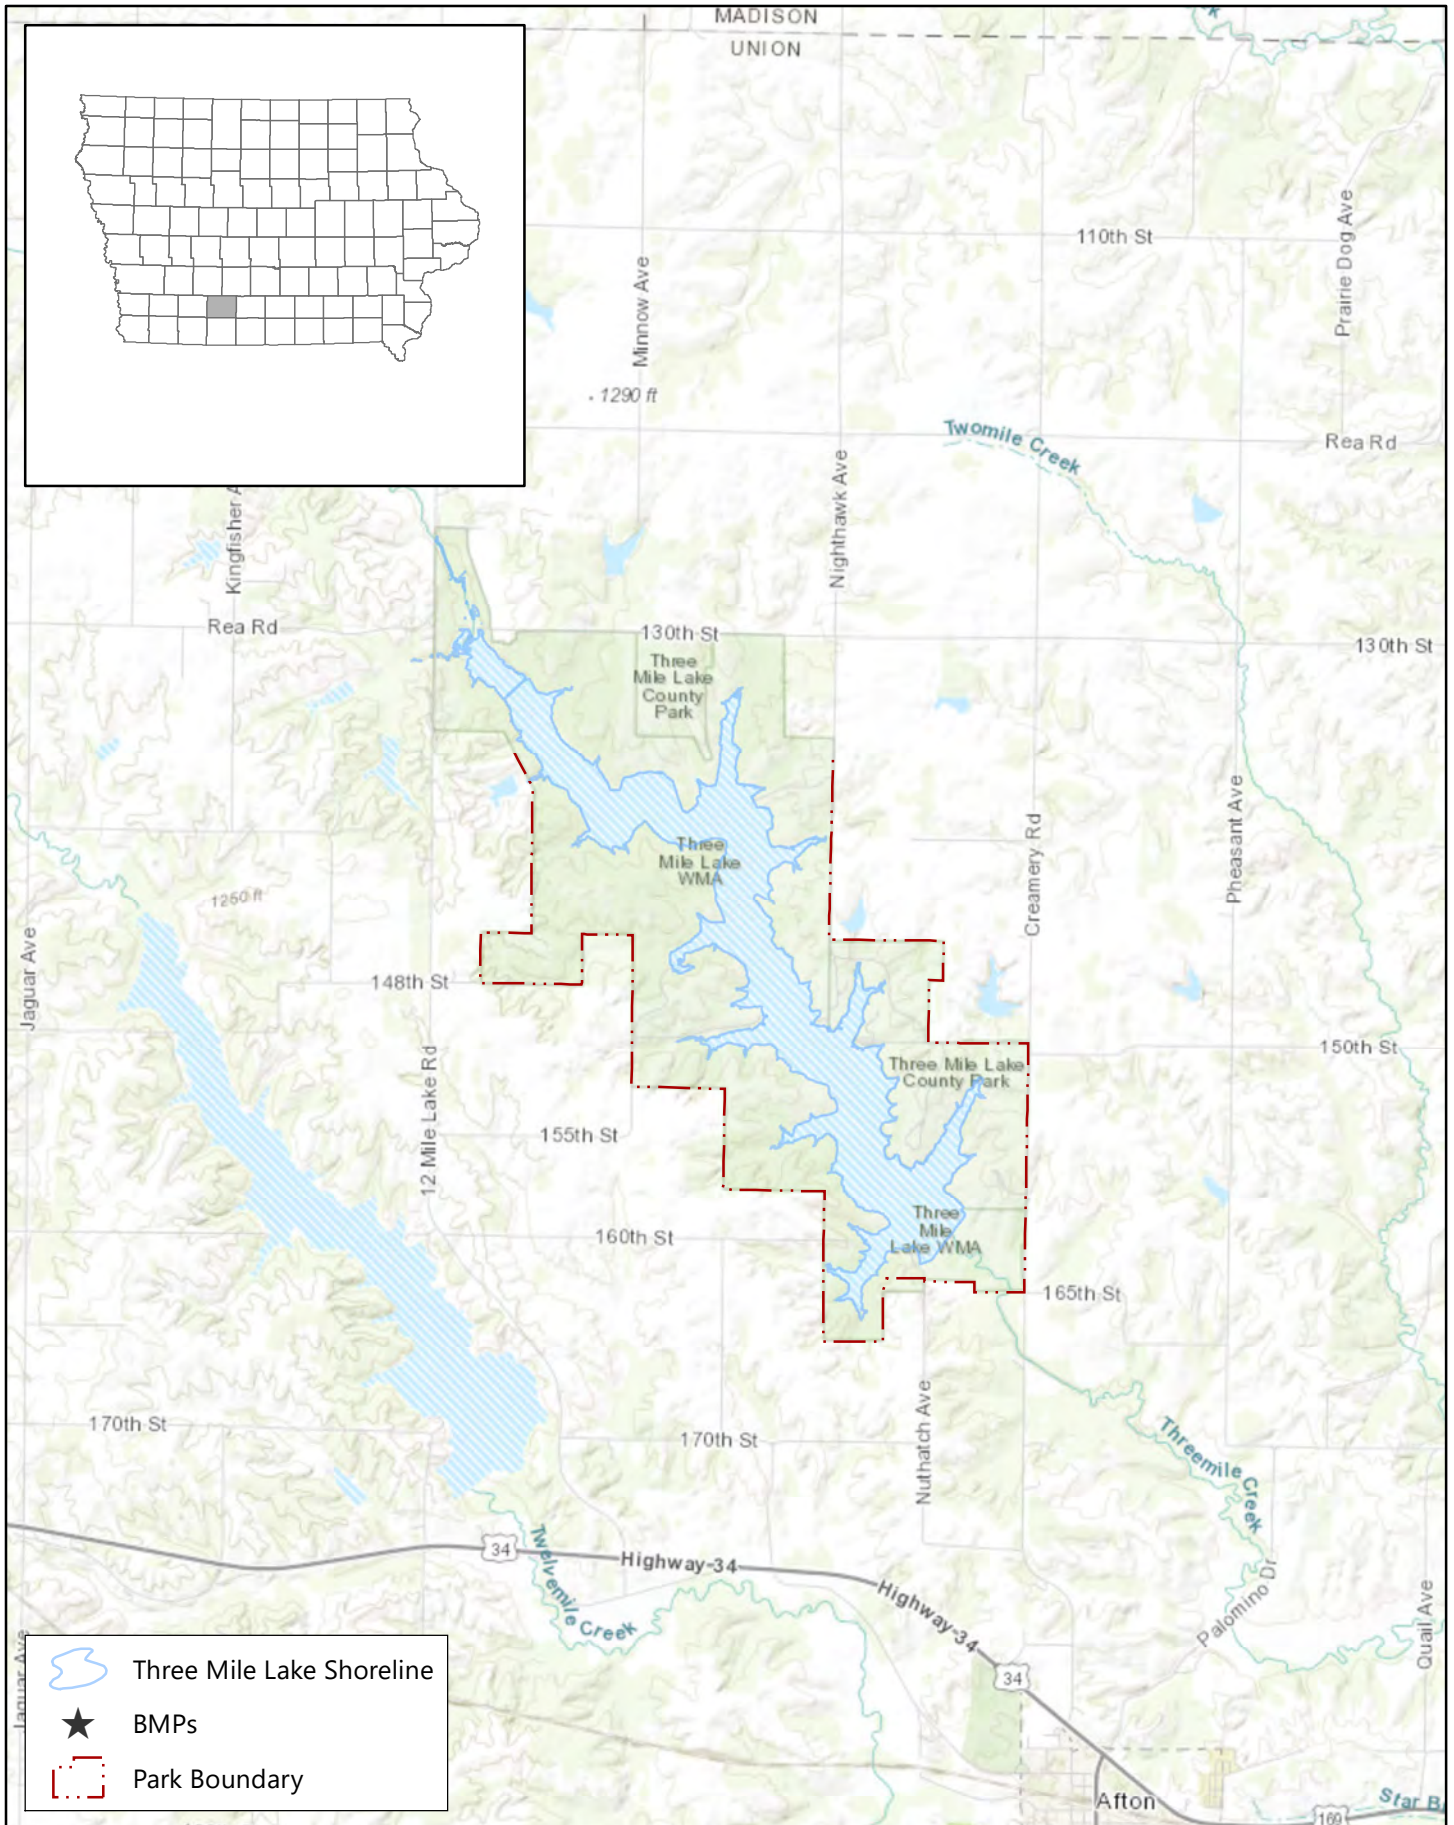 MADISON
UNION
110th St
Prairie Dog Ave
Minnow Ave
1290 ft
Twomile Creek
Rea Rd
Nighthawk Ave
Kingfisher A
Rea Rd
130th St
130th St
Three
Mile Lake
County
Park
Three
Mile Lake
WMA
Creamery Rd
Pheasant Ave
1250 ft
Jaguar Ave
148th St
150th St
Three Mile Lake
County Park
12 Mile Lake Rd
155th St
160th St
Three
Mile
Lake WMA
165th St
170th St
170th St
Nuthatch Ave
Threemile Creek
34
Highway-34
Twelvemile Creek
Highway-34
Palomino Dr
Quail Ave
Jaguar Ave
34
Three Mile Lake Shoreline
BMPs
Park Boundary
Afton
169
Star B